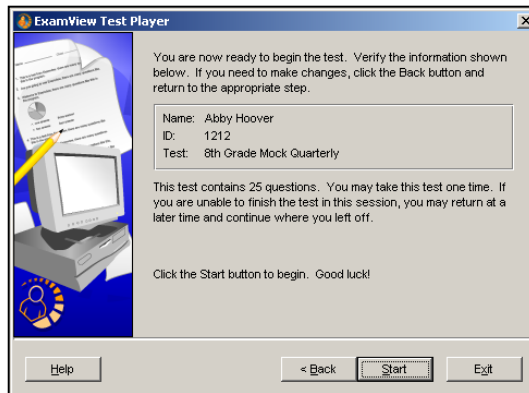 ExamView Test Player
You are now ready to begin the test. Verify the information shown
below. If you need to make changes, click the Back button and
return to the appropriate step.
Name: Abby Hoover
ID: 1212
Test: 8th Grade Mock Quarterly
This test contains 25 questions. You may take this test one time. If
you are unable to finish the test in this session, you may return at a
later time and continue where you left off.
Click the Start button to begin. Good luck!
Help
< Back
Start
Exit